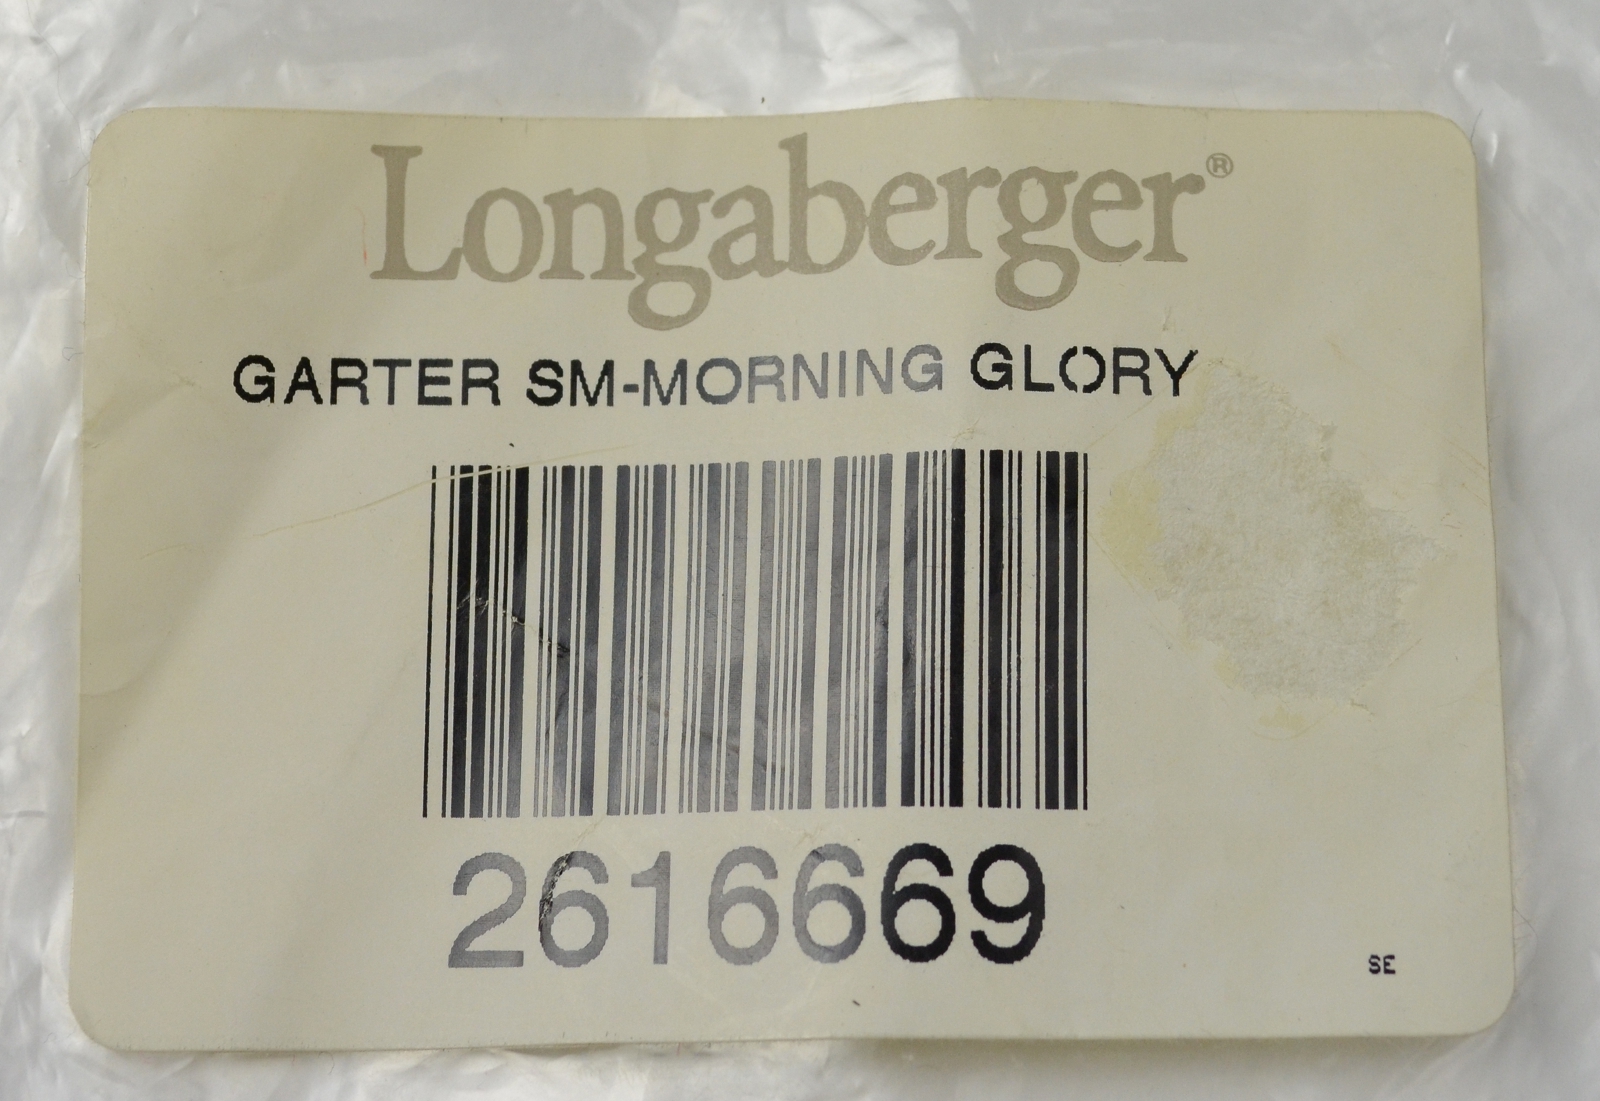 Longaberger®
GARTER SM-MORNING GLORY
2616669
SE